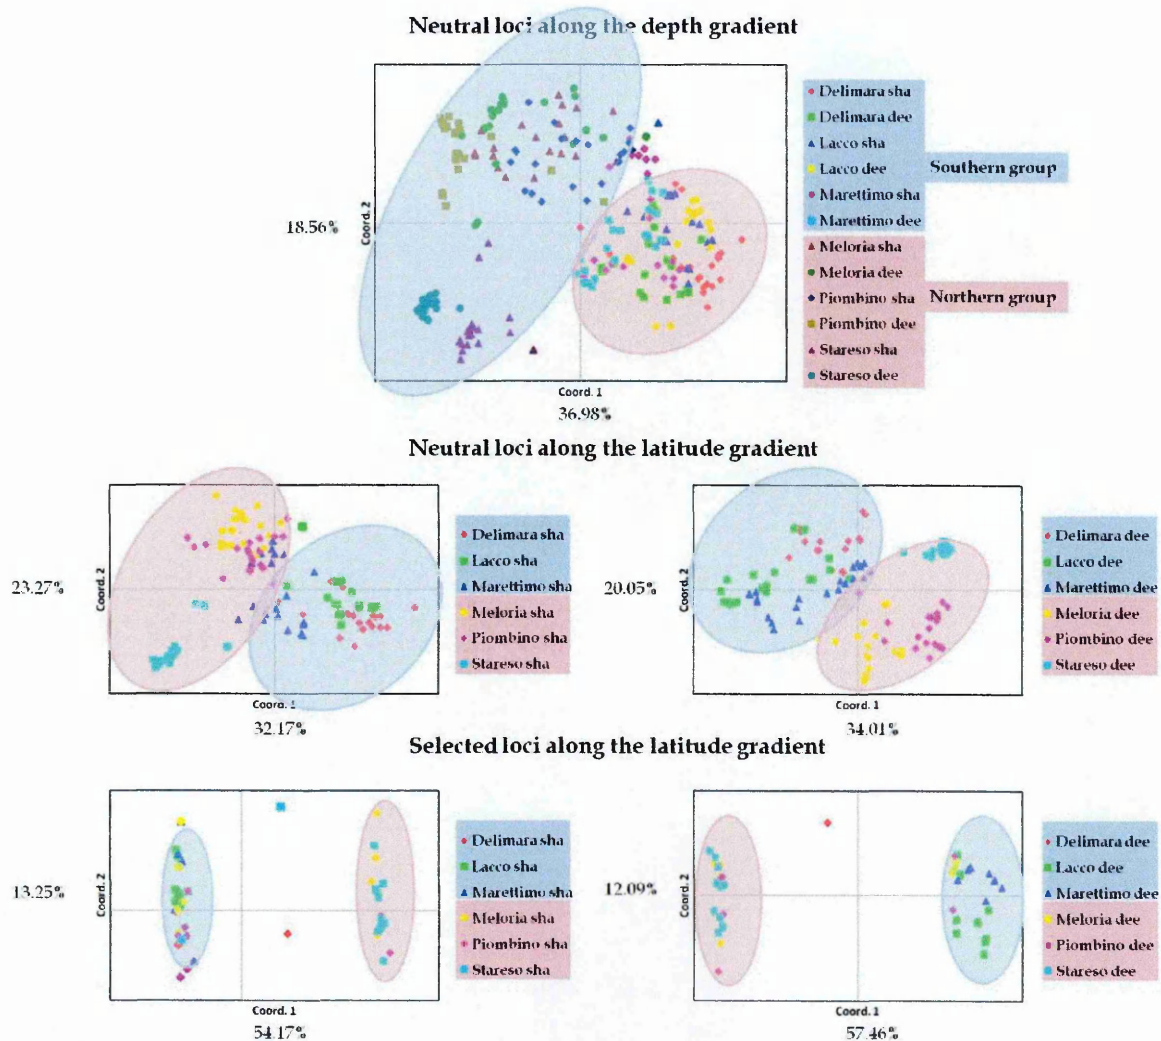 Neutral loci along the depth gradient
Delimara sha
Delimara dee
Lacco sha
Lacco dee
Marettimo sha
Marettimo dee
Meloria sha
Meloria dee
Piombino sha
Piombino dee
Stareso sha
Stareso dee
Southern group
Northern group
18.56%
Coord. 2
Coord. 1
36.98%
Neutral loci along the latitude gradient
23.27%
Coord. 2
Coord. 1
32.17%
Delimara sha
Lacco sha
Marettimo sha
Meloria sha
Piombino sha
Stareso sha
20.05%
Coord. 2
Coord. 1
34.01%
Delimara dee
Lacco dee
Marettimo dee
Meloria dee
Piombino dee
Stareso dee
Selected loci along the latitude gradient
13.25%
Coord. 2
Coord. 1
54.17%
Delimara sha
Lacco sha
Marettimo sha
Meloria sha
Piombino sha
Stareso sha
12.09%
Coord. 2
Coord. 1
57.46%
Delimara dee
Lacco dee
Marettimo dee
Meloria dee
Piombino dee
Stareso dee